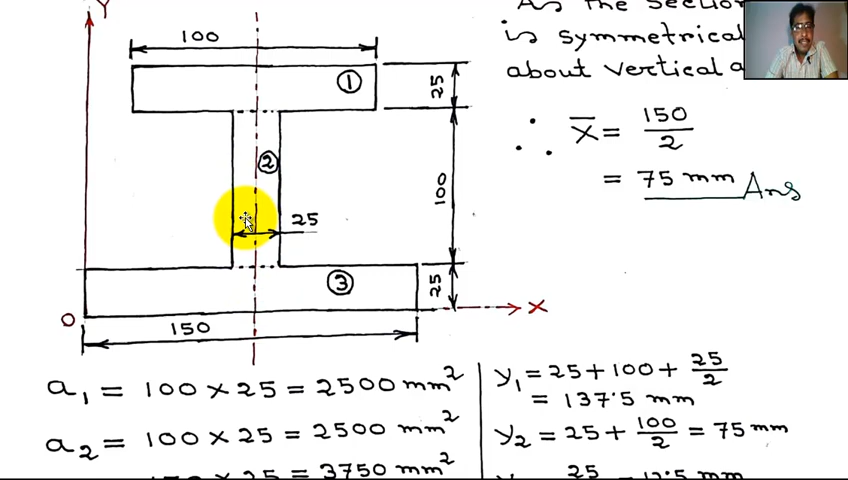 Y
100
1
25
2
100
25
3
25
O
X
150
As the section
is symmetrical
about vertical a
∴ X̅ = 150/2
= 75 mm Ans
a₁ = 100 × 25 = 2500 mm²
a₂ = 100 × 25 = 2500 mm²
× 25 = 3750 mm²
y₁ = 25 + 100 + 25/2
= 137.5 mm
y₂ = 25 + 100/2 = 75 mm
25